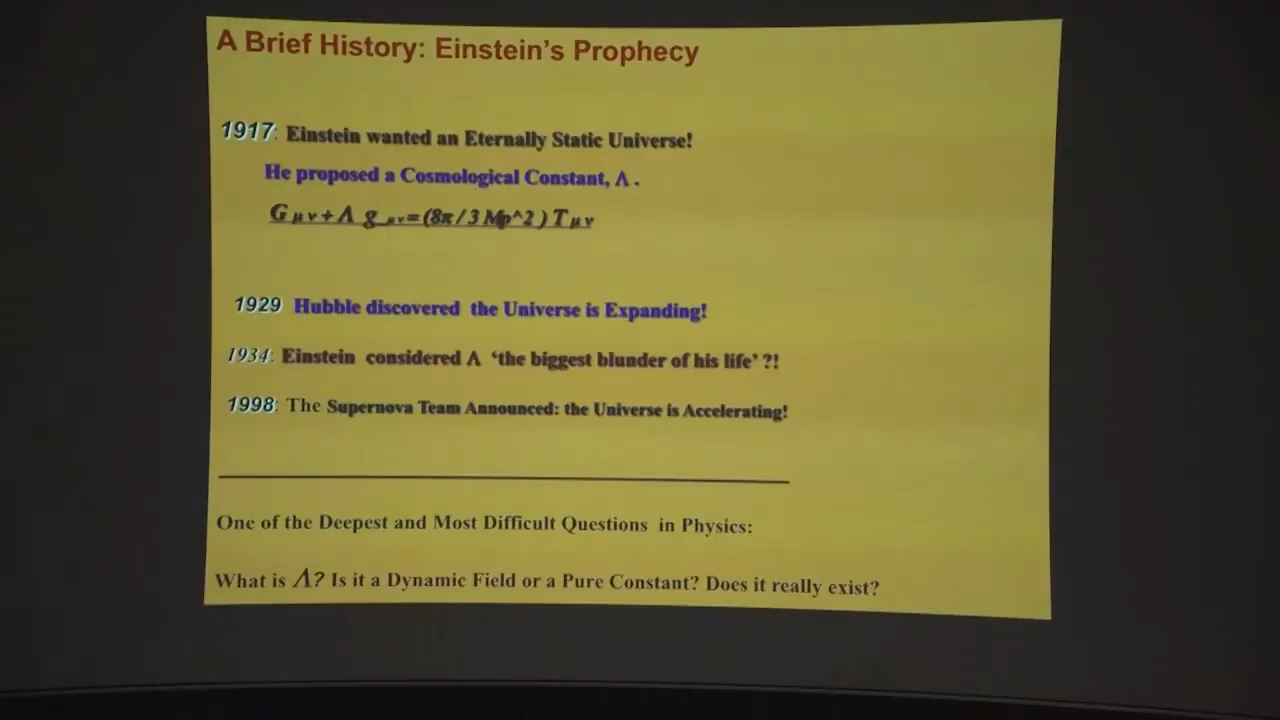 A Brief History: Einstein's Prophecy
1917: Einstein wanted an Eternally Static Universe!
He proposed a Cosmological Constant, Λ .
G μν+Λ g_μν=(8π/3 Mp^2 ) T μν
1929 Hubble discovered the Universe is Expanding!
1934: Einstein considered Λ ‘the biggest blunder of his life’ ?!
1998: The Supernova Team Announced: the Universe is Accelerating!
One of the Deepest and Most Difficult Questions in Physics:
What is Λ? Is it a Dynamic Field or a Pure Constant? Does it really exist?